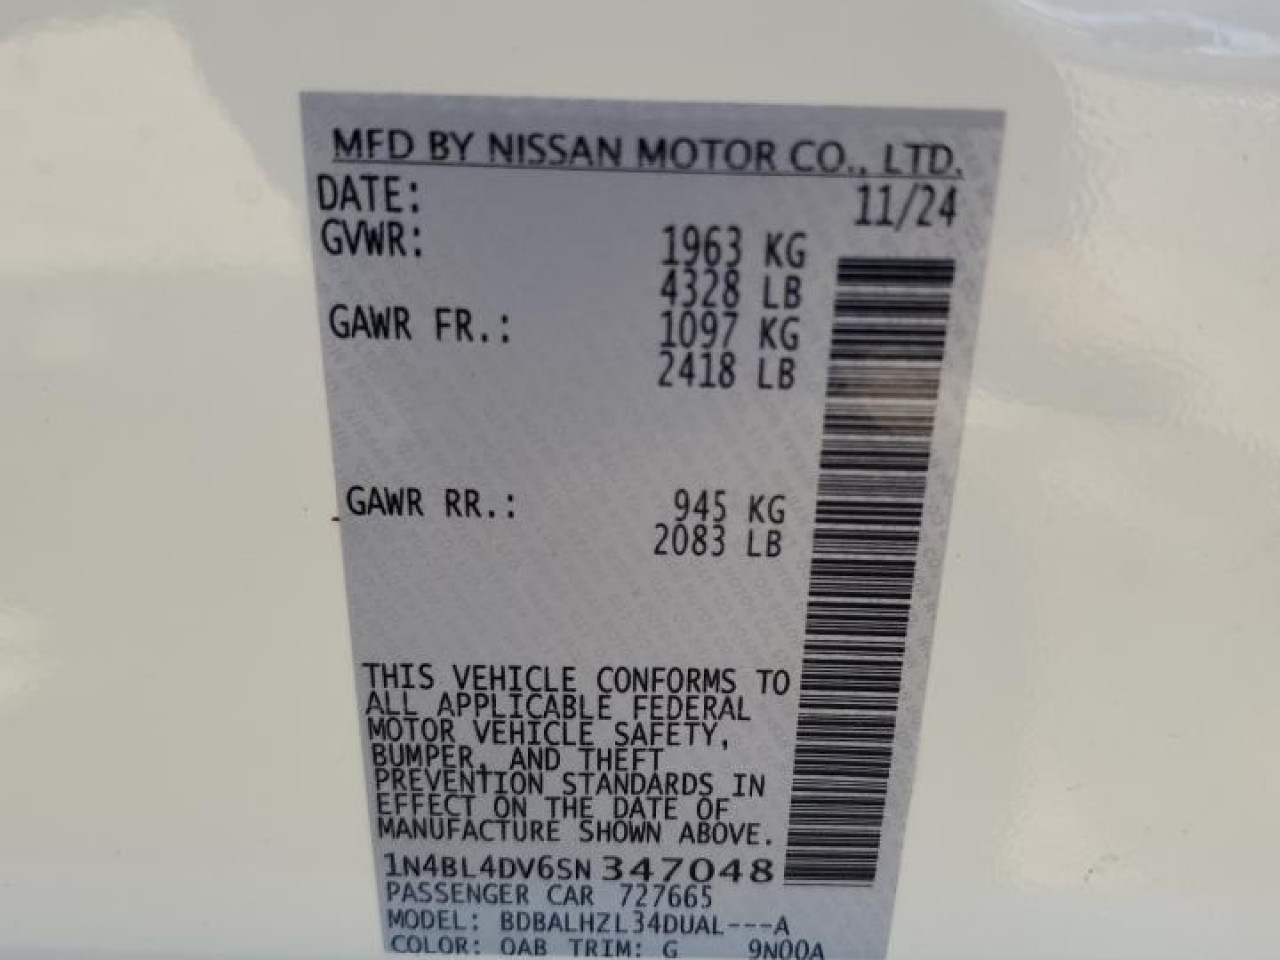 MFD BY NISSAN MOTOR CO., LTD.
DATE: 11/24
GVWR: 1963 KG
4328 LB
GAWR FR.: 1097 KG
2418 LB
GAWR RR.: 945 KG
2083 LB
THIS VEHICLE CONFORMS TO
ALL APPLICABLE FEDERAL
MOTOR VEHICLE SAFETY,
BUMPER, AND THEFT
PREVENTION STANDARDS IN
EFFECT ON THE DATE OF
MANUFACTURE SHOWN ABOVE.
1N4BL4DV6SN347048
PASSENGER CAR 727665
MODEL: BDBALHZL34DUAL---A
COLOR: QAB TRIM: G 9N00A